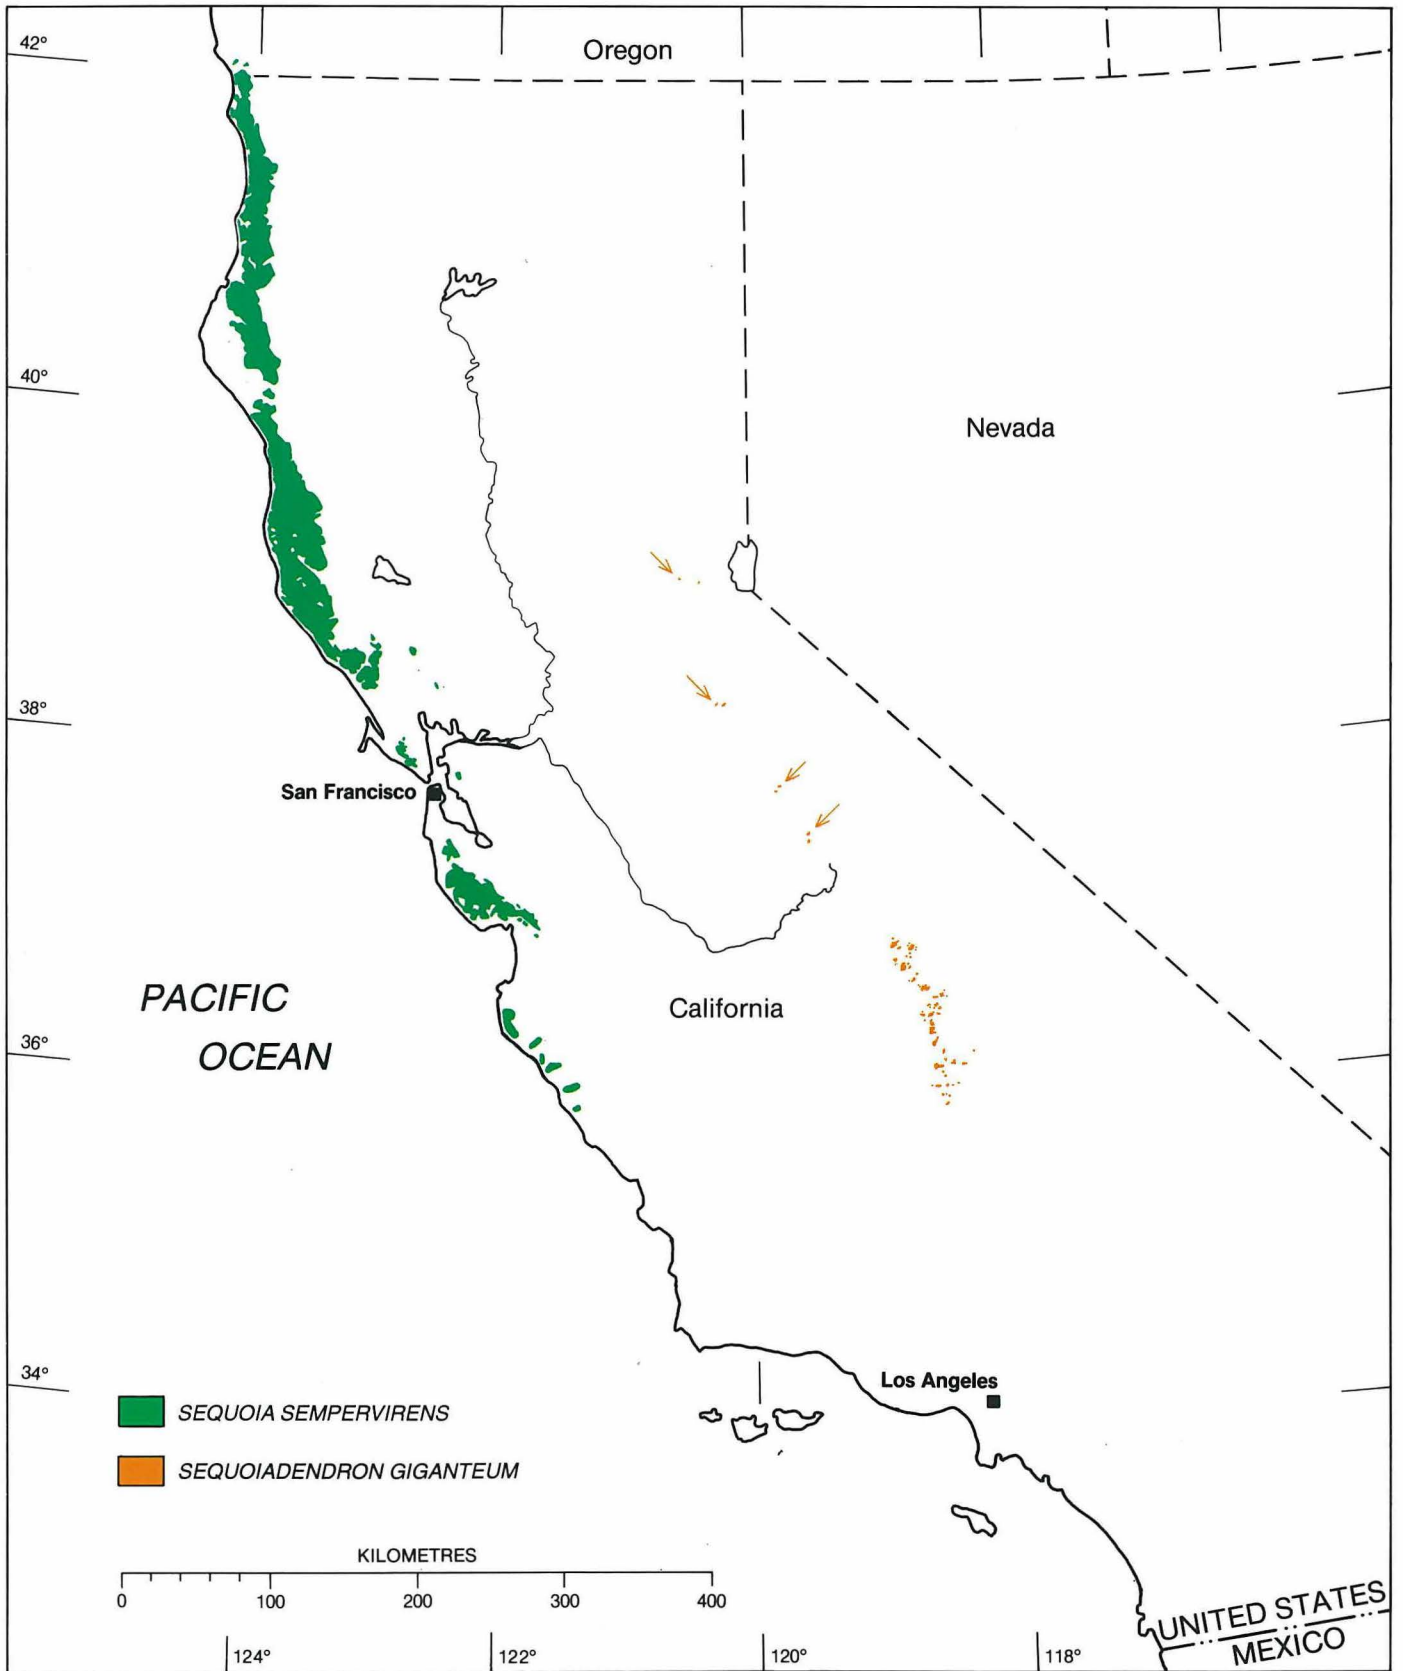 42°
Oregon
40°
Nevada
38°
San Francisco
PACIFIC
OCEAN
California
36°
34°
Los Angeles
SEQUOIA SEMPERVIRENS
SEQUOIADENDRON GIGANTEUM
KILOMETRES
0 100 200 300 400
UNITED STATES
MEXICO
124° 122° 120° 118°